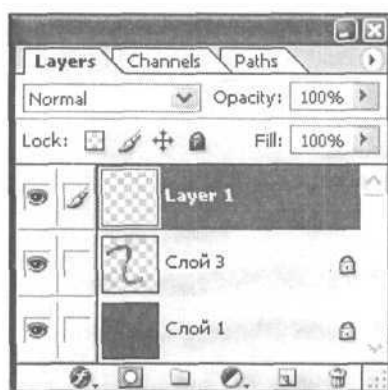 Layers Channels Paths
Normal Opacity: 100%
Lock: Fill: 100%
Layer 1
Слой 3
Слой 1